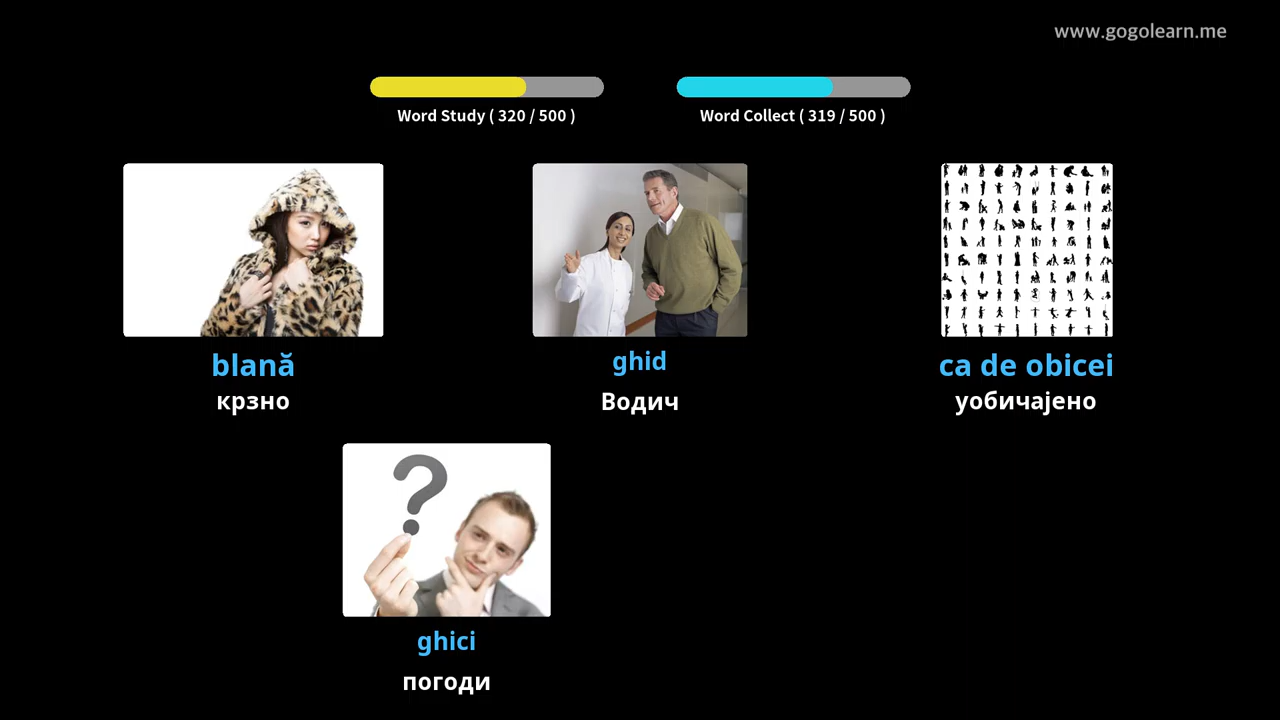 www.gogolearn.me
Word Study ( 320 / 500 )
Word Collect ( 319 / 500 )
blană
крзно
ghid
Водич
ca de obicei
уобичајено
ghici
погоди